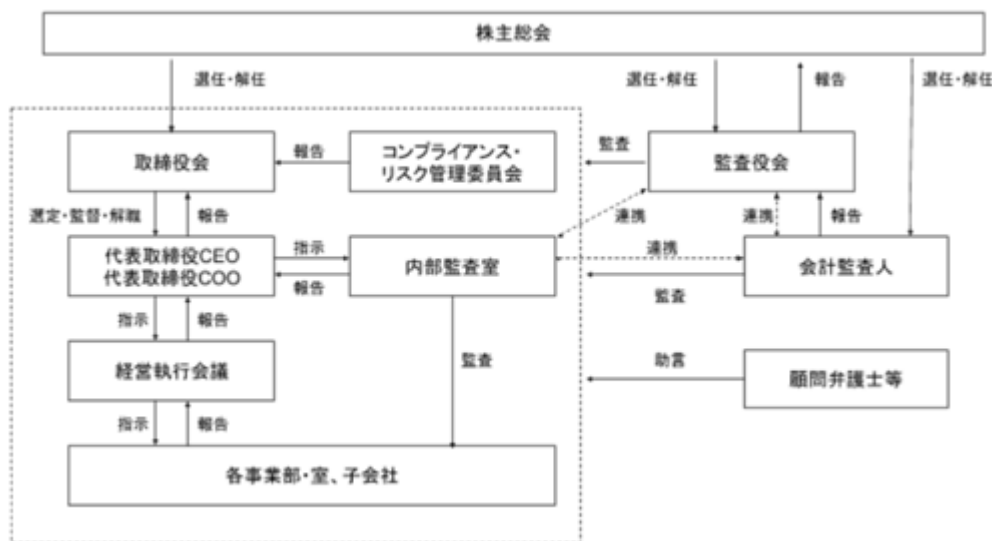 株主総会
選任・解任
選任・解任
報告
選任・解任
取締役会
報告
コンプライアンス・
リスク管理委員会
監査
監査役会
選定・監督・解職
報告
連携
連携
報告
代表取締役CEO
代表取締役COO
指示
報告
内部監査室
連携
監査
会計監査人
指示
報告
経営執行会議
監査
助言
顧問弁護士等
指示
報告
各事業部・室、子会社